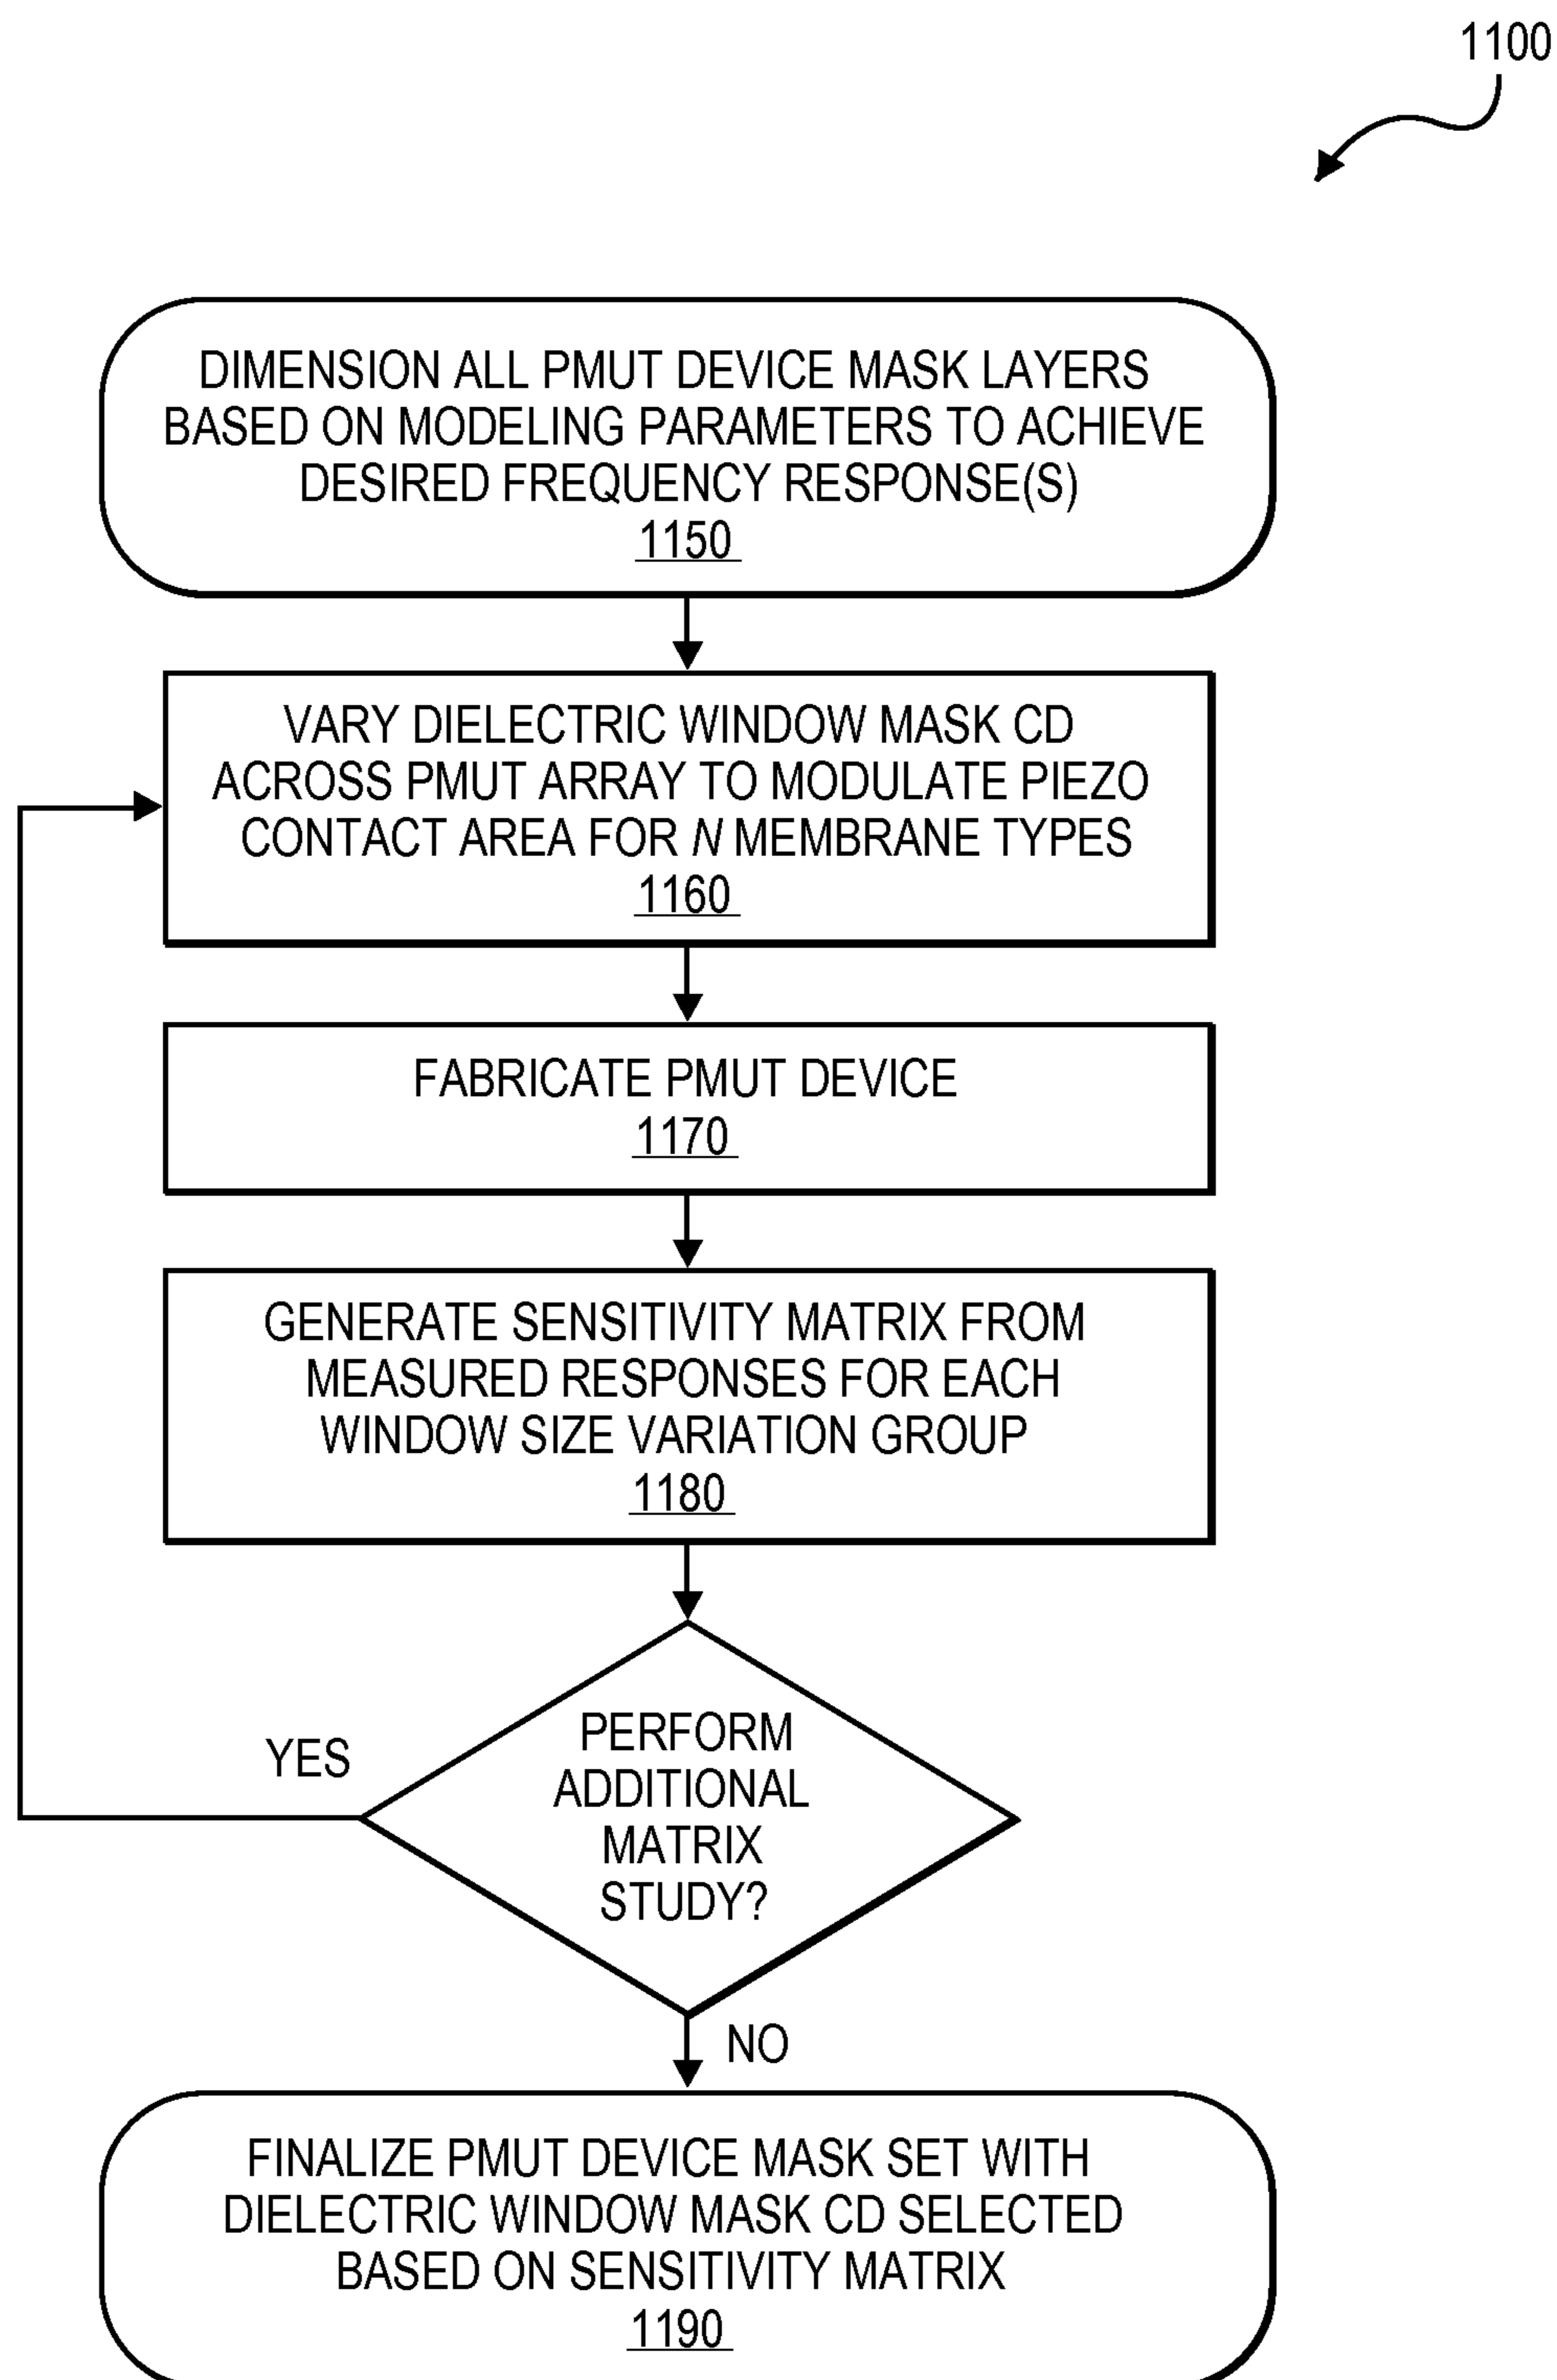 1100
DIMENSION ALL PMUT DEVICE MASK LAYERS
BASED ON MODELING PARAMETERS TO ACHIEVE
DESIRED FREQUENCY RESPONSE(S)
1150
VARY DIELECTRIC WINDOW MASK CD
ACROSS PMUT ARRAY TO MODULATE PIEZO
CONTACT AREA FOR N MEMBRANE TYPES
1160
FABRICATE PMUT DEVICE
1170
GENERATE SENSITIVITY MATRIX FROM
MEASURED RESPONSES FOR EACH
WINDOW SIZE VARIATION GROUP
1180
YES
PERFORM
ADDITIONAL
MATRIX
STUDY?
NO
FINALIZE PMUT DEVICE MASK SET WITH
DIELECTRIC WINDOW MASK CD SELECTED
BASED ON SENSITIVITY MATRIX
1190